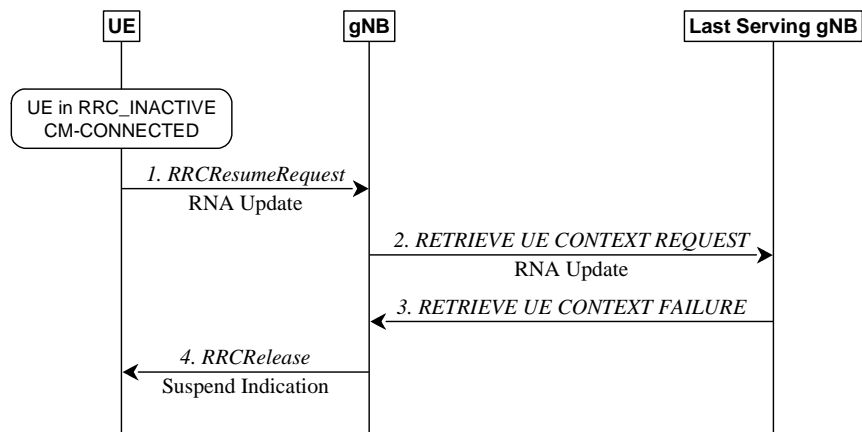 UE
gNB
Last Serving gNB
UE in RRC_INACTIVE
CM-CONNECTED
1. RRCResumeRequest
RNA Update
2. RETRIEVE UE CONTEXT REQUEST
RNA Update
3. RETRIEVE UE CONTEXT FAILURE
4. RRCRelease
Suspend Indication